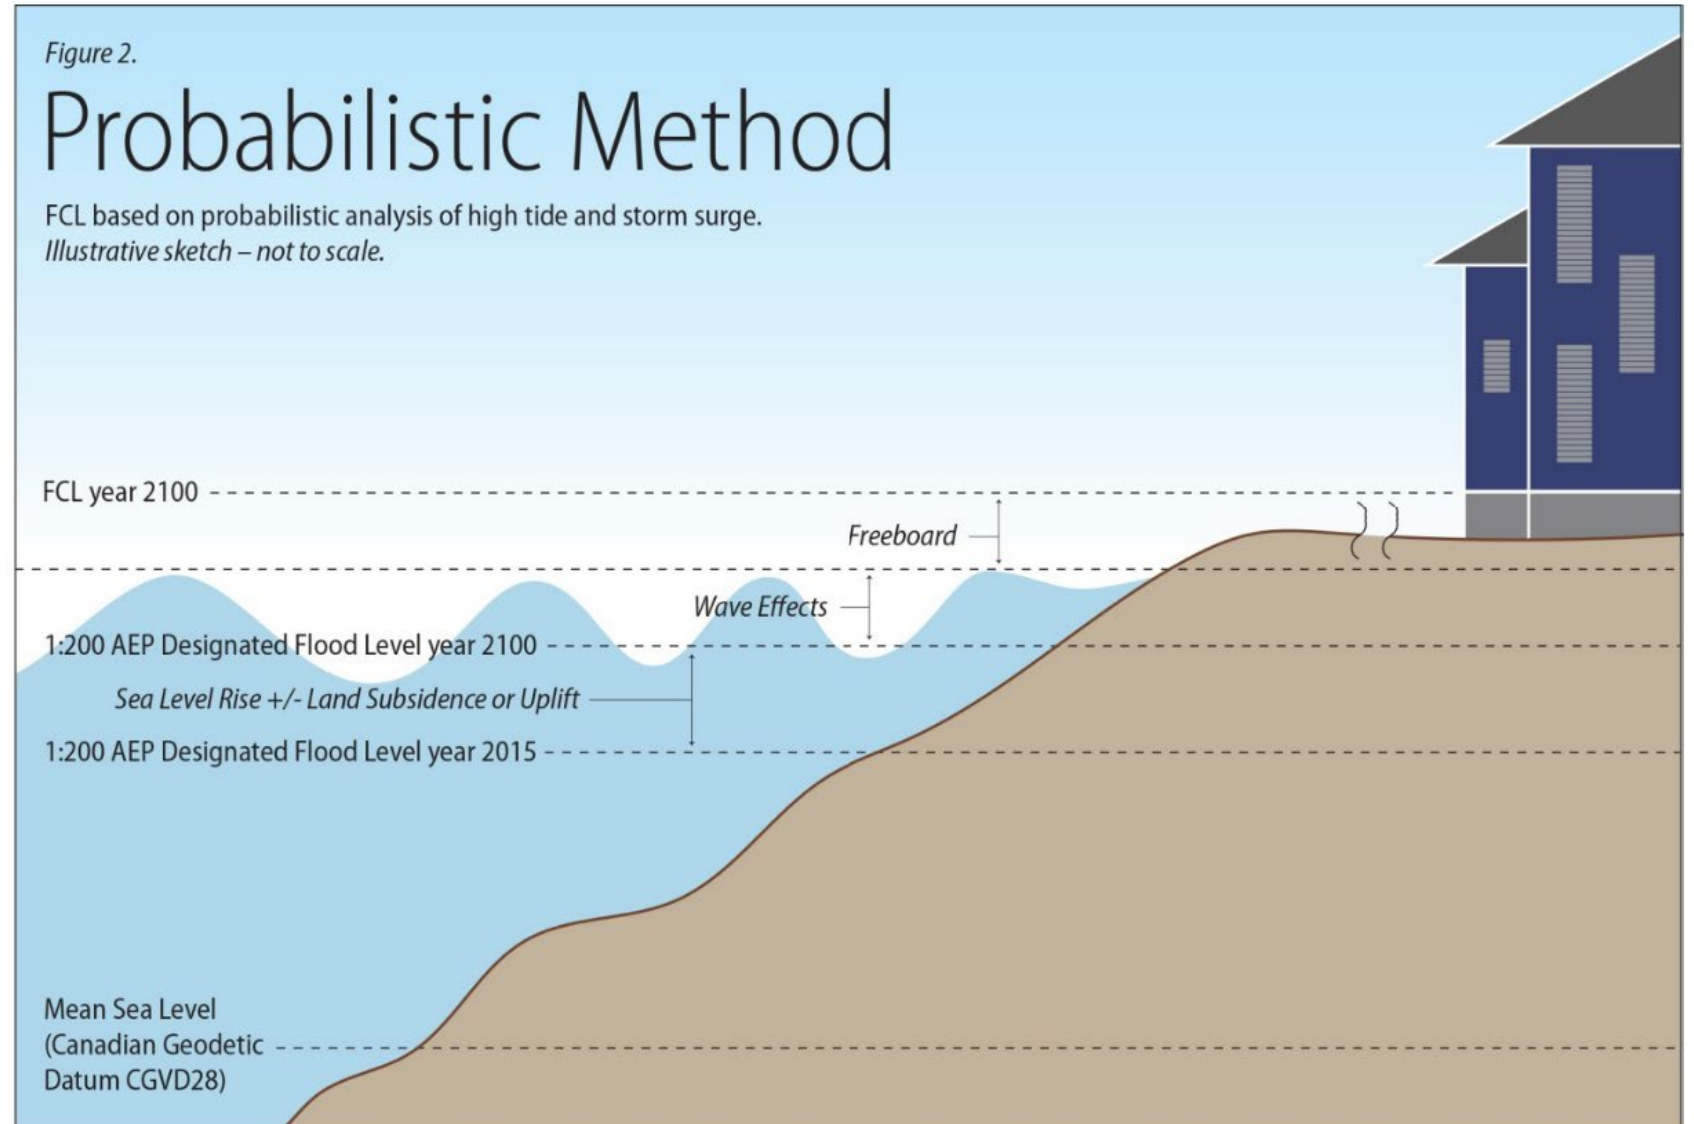 Figure 2.
Probabilistic Method
FCL based on probabilistic analysis of high tide and storm surge.
Illustrative sketch – not to scale.
FCL year 2100
Freeboard
Wave Effects
1:200 AEP Designated Flood Level year 2100
Sea Level Rise +/- Land Subsidence or Uplift
1:200 AEP Designated Flood Level year 2015
Mean Sea Level
(Canadian Geodetic
Datum CGVD28)